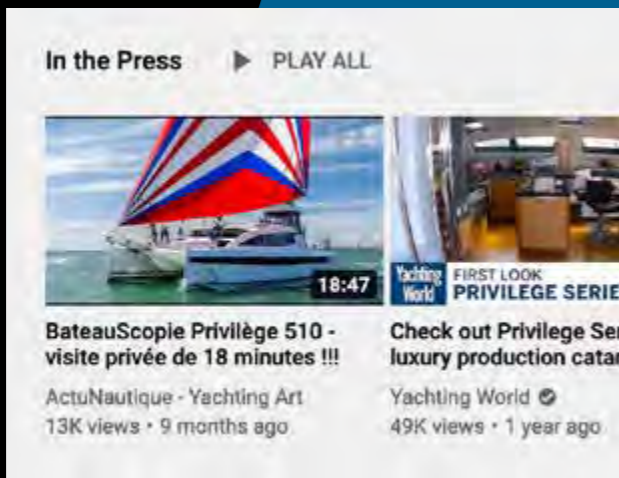 In the Press PLAY ALL
18:47
Yachting World
FIRST LOOK
PRIVILEGE SERIE
BateauScopie Privilège 510 -
visite privée de 18 minutes !!!
ActuNautique - Yachting Art
13K views • 9 months ago
Check out Privilege Ser
luxury production catar
Yachting World
49K views • 1 year ago